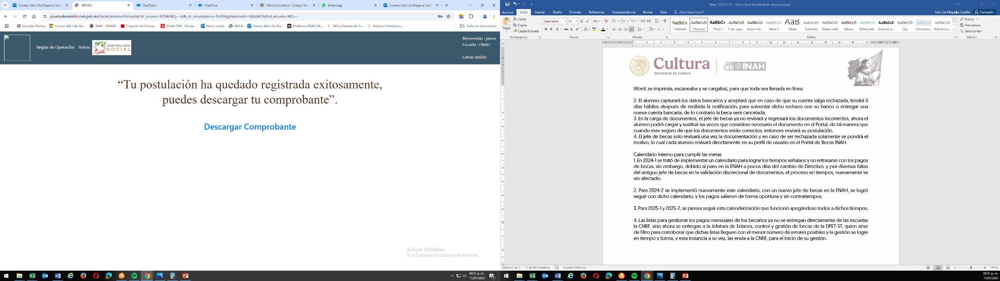 Correo: Ada Lilia Magana Casti
.:BECAS:.
OneDrive
OneDrive
Oferta Educativa – Colegio Bro
WhatsApp
Correo: Ada Lilia Magana Casti
pruebadesarrollo.inah.gob.mx/becas/alumno/firma.php?id_usuario=MTMxMQ==&fk_id_convocatoria=%20Mjgz&periodo=MjAyNC0y&id_escuela=MQ==
Consulta Pública
Correo: Ada Lilia Ma...
INAH - SINAFO
Proyecto del Presup...
Dividir PDF - Divida...
Iniciar sesión
SIGCA
Correo: Ada Lilia Ma...
Mediateca INAH | El...
SICS || Sistema de In...
Sistema Informático...
Todos los marcadores
Reglas de Operación
Avisos
CONTRALORÍA
SOCIAL
Bienvenido : jaime
Escuela : ENAH
Cerrar sesión
“Tu postulación ha quedado registrada exitosamente,
puedes descargar tu comprobante”.
Descargar Comprobante
Activar Windows
Ve a Configuración para activar Windows.
04:31 p. m.
15/01/2025
Nota 10 DPET-ST - Word (Error de activación de productos)
Archivo
Inicio
Insertar
Diseño
Formato
Referencias
Correspondencia
Revisar
Vista
¿Qué desea hacer?
Ada Lilia Maga�a Castillo
Compartir
Pegar
Cortar
Copiar
Copiar formato
Portapapeles
Geomanist
10
N K S abc x₂ x²
Fuente
Párrafo
¶ Default
¶ Normal
Título 1
¶ Sin espa...
Texto inde...
Título 2
Título
Subtítulo
Énfasis sutil
Énfasis
Énfasis int...
Texto en n...
Cita
Cita desta...
Referencia...
Estilos
Buscar
Reemplazar
Seleccionar
Edición
Cultura
Secretaría de Cultura
85 INAH
Word, se imprimía, escaneaba y se cargaba), para que toda sea llenada en línea.
2. El alumno capturará los datos bancarios y aceptará que en caso de que su cuenta salga rechazada, tendrá 5
días hábiles después de recibida la notificación, para solventar dicho rechazo con su banco o entregar una
nueva cuenta bancaria, de lo contrario la beca será cancelada.
3. En la carga de documentos, el jefe de becas ya no revisará y regresará los documentos incorrectos, ahora el
alumno podrá cargar y sustituir las veces que considere necesario el documento en el Portal, de tal manera que
cuando este seguro de que los documentos están correctos, entonces enviará su postulación.
4. El jefe de becas solo revisará una vez la documentación y en caso de ser rechazada solamente se pondrá el
motivo, lo cual cada alumno revisará directamente en su perfil de usuario en el Portal de Becas INAH.
Calendario interno para cumplir las metas
1. En 2024-1 se trató de implementar un calendario para lograr los tiempos señalaos y no retrasarse con los pagos
de becas, sin embargo, debido al paro en la ENAH a pocos días del cambio de Directivo, y por diversas faltas
del antiguo jefe de becas en la validación discrecional de documentos, el proceso en tiempos, nuevamente se
vio afectado.
2. Para 2024-2 se implementó nuevamente este calendario, con un nuevo jefe de becas en la ENAH, se logró
seguir con dicho calendario, y los pagos salieron de forma oportuna y sin contratiempos.
3. Para 2025-1 y 2025-2, se piensa seguir esta calendarización que funcionó apegándose todos a dichos tiempos.
4. Las listas para gestionar los pagos mensuales de los becarios ya no se entregan directamente de las escuelas
la CNRF, sino ahora se entregan a la Jefatura de Enlaces, control y gestión de becas de la DPET-ST, quien sirve
de filtro para corroborar que dichas listas lleguen con el menor número de errores posibles y la gestión se logre
en tiempo y forma, y esta instancia a su vez, las envía a la CNRF, para el inicio de su gestión.
Página 2 de 2
17 de 841 palabras
Español (México)
140 %
04:31 p. m.
15/01/2025